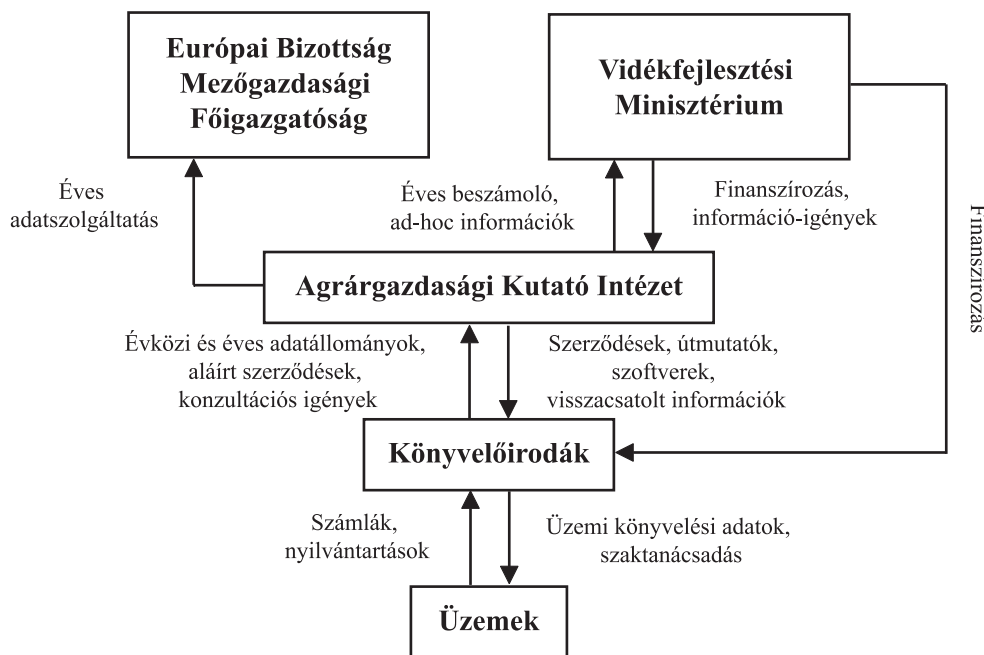 Európai Bizottság
Mezőgazdasági
Főigazgatóság
Vidékfejlesztési
Minisztérium
Éves
adatszolgáltatás
Éves beszámoló,
ad-hoc információk
Finanszírozás,
információ-igények
Finanszírozás
Agrárgazdasági Kutató Intézet
Évközi és éves adatállományok,
aláírt szerződések,
konzultációs igények
Szerződések, útmutatók,
szoftverek,
visszacsatolt információk
Könyvelőirodák
Számlák,
nyilvántartások
Üzemi könyvelési adatok,
szaktanácsadás
Üzemek